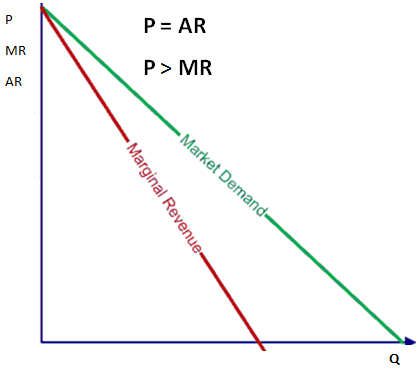 P
MR
AR
P = AR
P > MR
Market Demand
Marginal Revenue
Q